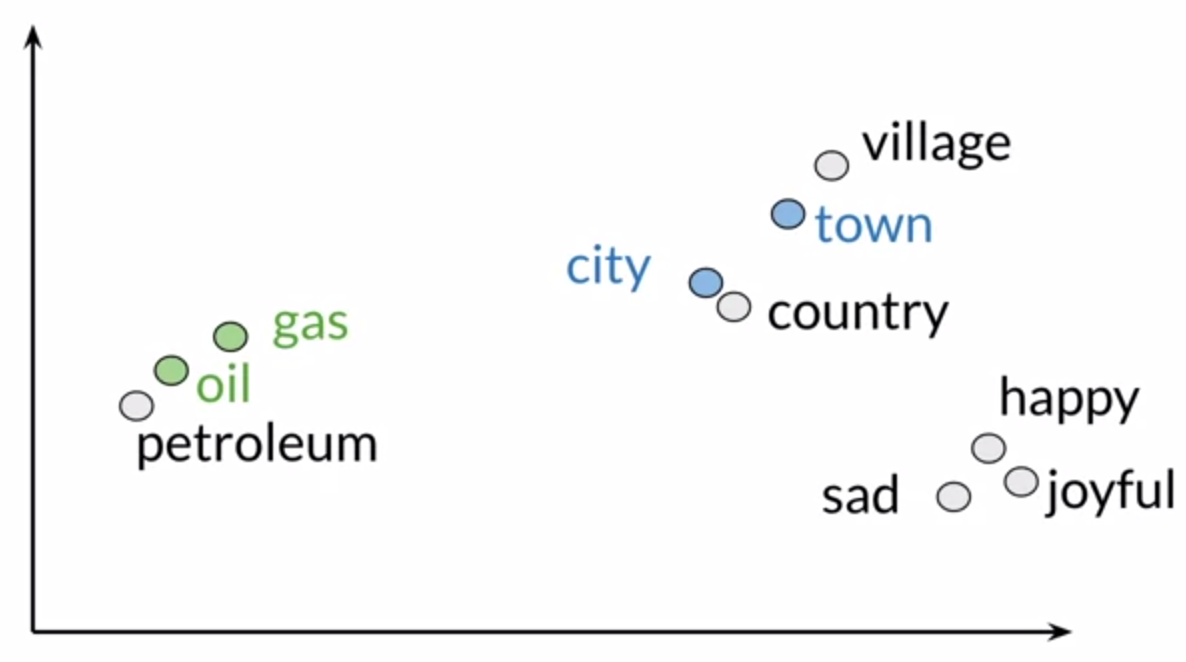 village
town
city
country
gas
oil
petroleum
happy
sad
joyful